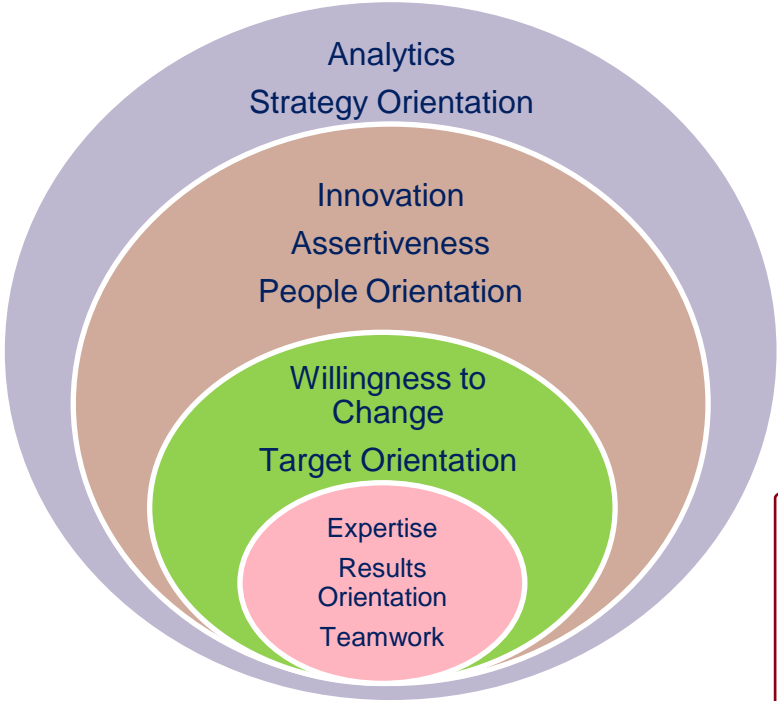 Analytics
Strategy Orientation
Innovation
Assertiveness
People Orientation
Willingness to
Change
Target Orientation
Expertise
Results
Orientation
Teamwork